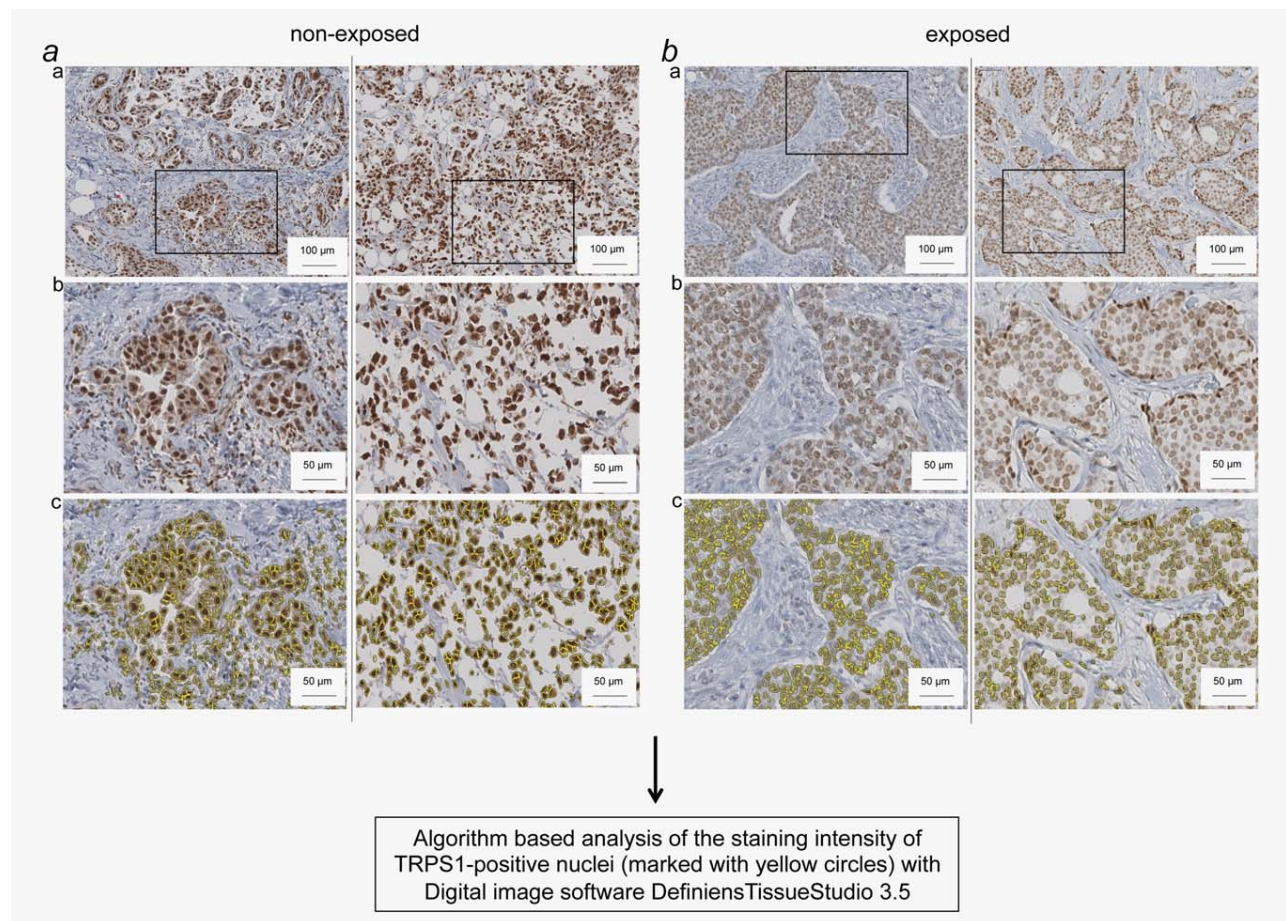 non-exposed
exposed
a
b
a
a
100 µm
100 µm
100 µm
100 µm
b
b
50 µm
50 µm
50 µm
50 µm
c
c
50 µm
50 µm
50 µm
50 µm
Algorithm based analysis of the staining intensity of
TRPS1-positive nuclei (marked with yellow circles) with
Digital image software DefiniensTissueStudio 3.5